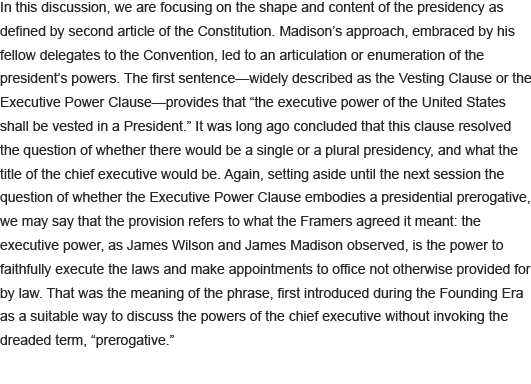 In this discussion, we are focusing on the shape and content of the presidency as
defined by second article of the Constitution. Madison’s approach, embraced by his
fellow delegates to the Convention, led to an articulation or enumeration of the
president’s powers. The first sentence—widely described as the Vesting Clause or the
Executive Power Clause—provides that “the executive power of the United States
shall be vested in a President.” It was long ago concluded that this clause resolved
the question of whether there would be a single or a plural presidency, and what the
title of the chief executive would be. Again, setting aside until the next session the
question of whether the Executive Power Clause embodies a presidential prerogative,
we may say that the provision refers to what the Framers agreed it meant: the
executive power, as James Wilson and James Madison observed, is the power to
faithfully execute the laws and make appointments to office not otherwise provided for
by law. That was the meaning of the phrase, first introduced during the Founding Era
as a suitable way to discuss the powers of the chief executive without invoking the
dreaded term, “prerogative.”